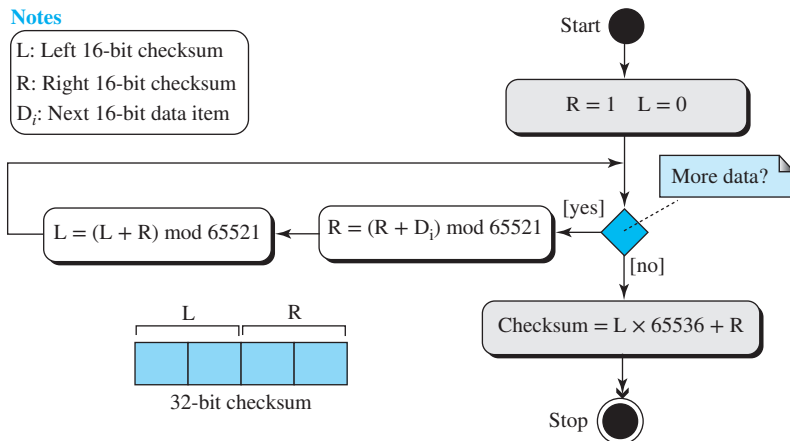 Notes
L: Left 16-bit checksum
R: Right 16-bit checksum
Di: Next 16-bit data item
Start
R = 1 L = 0
More data?
[yes]
R = (R + Di) mod 65521
L = (L + R) mod 65521
[no]
Checksum = L × 65536 + R
L R
32-bit checksum
Stop